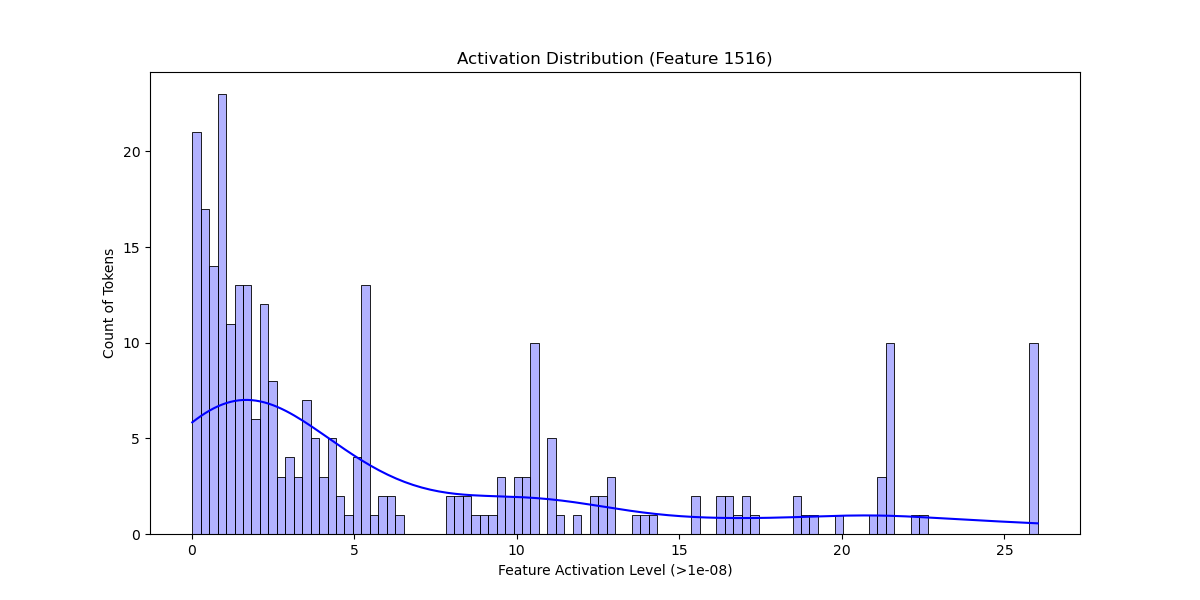 Activation Distribution (Feature 1516)
20
15
10
5
0
Count of Tokens
0 5 10 15 20 25
Feature Activation Level (>1e-08)